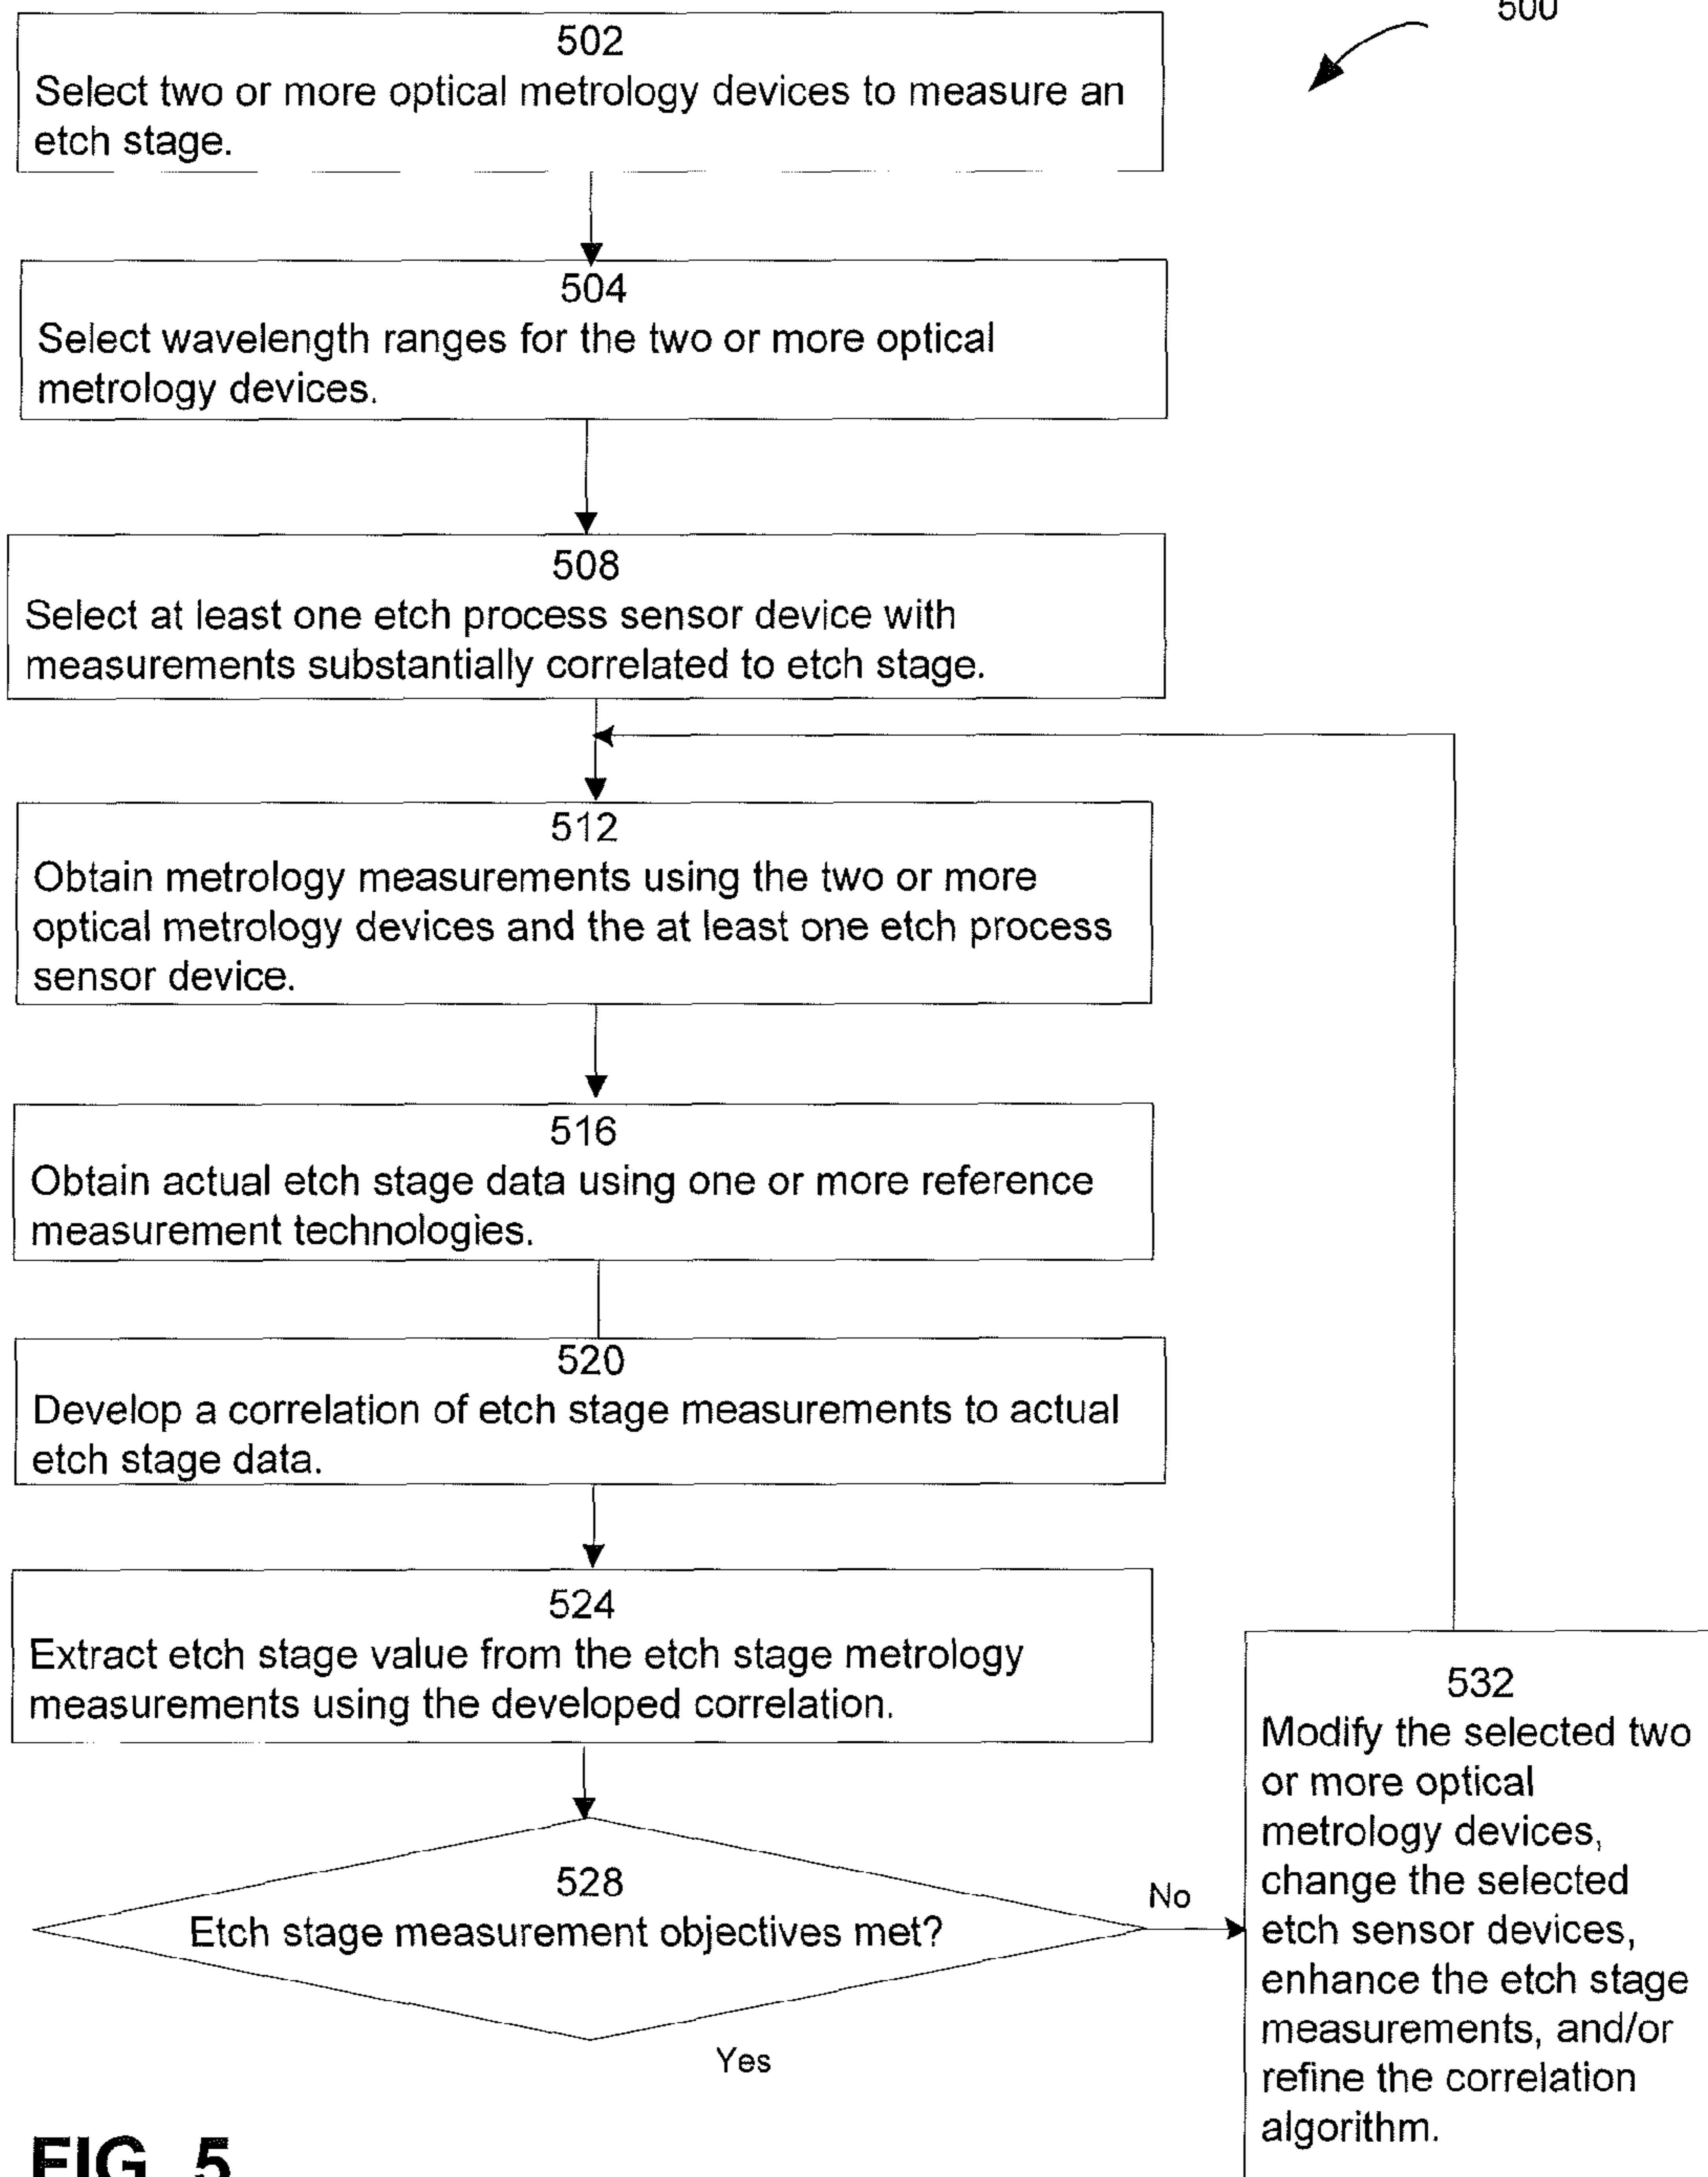 500
502
Select two or more optical metrology devices to measure an
etch stage.
504
Select wavelength ranges for the two or more optical
metrology devices.
508
Select at least one etch process sensor device with
measurements substantially correlated to etch stage.
512
Obtain metrology measurements using the two or more
optical metrology devices and the at least one etch process
sensor device.
516
Obtain actual etch stage data using one or more reference
measurement technologies.
520
Develop a correlation of etch stage measurements to actual
etch stage data.
524
Extract etch stage value from the etch stage metrology
measurements using the developed correlation.
528
Etch stage measurement objectives met?
No
Yes
532
Modify the selected two
or more optical
metrology devices,
change the selected
etch sensor devices,
enhance the etch stage
measurements, and/or
refine the correlation
algorithm.
FIG. 5